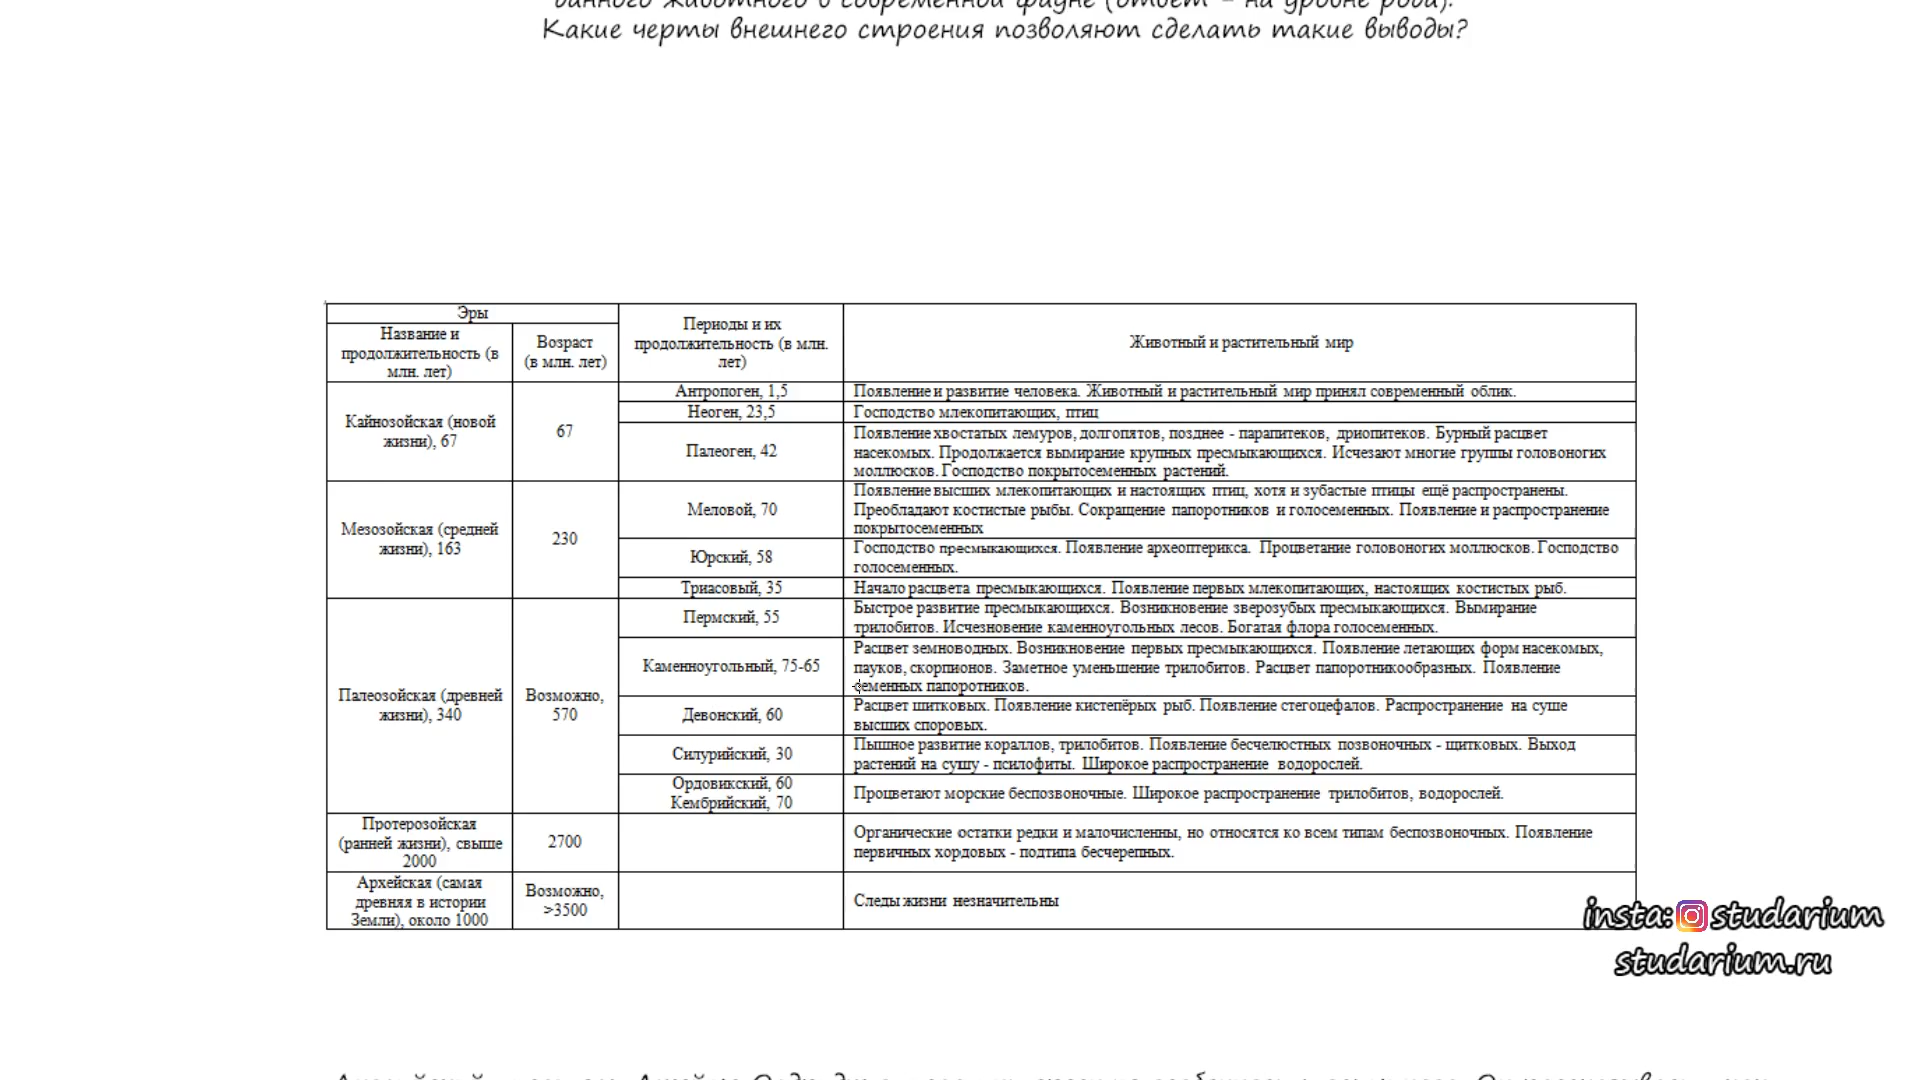 данного животного в современной фауне (ответ - на уровне рода).
Какие черты внешнего строения позволяют сделать такие выводы?
Эры
Название и
продолжительность (в
млн. лет)
Возраст
(в млн. лет)
Периоды и их
продолжительность (в млн.
лет)
Животный и растительный мир
Кайнозойская (новой
жизни), 67
67
Антропоген, 1,5
Появление и развитие человека. Животный и растительный мир принял современный облик.
Неоген, 23,5
Господство млекопитающих, птиц
Палеоген, 42
Появление хвостатых лемуров, долгопятов, позднее - парапитеков, дриопитеков. Бурный расцвет
насекомых. Продолжается вымирание крупных пресмыкающихся. Исчезают многие группы головоногих
моллюсков. Господство покрытосеменных растений.
Мезозойская (средней
жизни), 163
230
Меловой, 70
Появление высших млекопитающих и настоящих птиц, хотя и зубастые птицы ещё распространены.
Преобладают костистые рыбы. Сокращение папоротников и голосеменных. Появление и распространение
покрытосеменных
Юрский, 58
Господство пресмыкающихся. Появление археоптерикса. Процветание головоногих моллюсков. Господство
голосеменных.
Триасовый, 35
Начало расцвета пресмыкающихся. Появление первых млекопитающих, настоящих костистых рыб.
Палеозойская (древней
жизни), 340
Возможно,
570
Пермский, 55
Быстрое развитие пресмыкающихся. Возникновение зверозубых пресмыкающихся. Вымирание
трилобитов. Исчезновение каменноугольных лесов. Богатая флора голосеменных.
Каменноугольный, 75-65
Расцвет земноводных. Возникновение первых пресмыкающихся. Появление летающих форм насекомых,
пауков, скорпионов. Заметное уменьшение трилобитов. Расцвет папоротникообразных. Появление
семенных папоротников.
Девонский, 60
Расцвет щитковых. Появление кистепёрых рыб. Появление стегоцефалов. Распространение на суше
высших споровых.
Силурийский, 30
Пышное развитие кораллов, трилобитов. Появление бесчелюстных позвоночных - щитковых. Выход
растений на сушу - псилофиты. Широкое распространение водорослей.
Ордовикский, 60
Кембрийский, 70
Процветают морские беспозвоночные. Широкое распространение трилобитов, водорослей.
Протерозойская
(ранней жизни), свыше
2000
2700
Органические остатки редки и малочисленны, но относятся ко всем типам беспозвоночных. Появление
первичных хордовых - подтипа бесчерепных.
Архейская (самая
древняя в истории
Земли), около 1000
Возможно,
>3500
Следы жизни незначительны
insta: studarium
studarium.ru